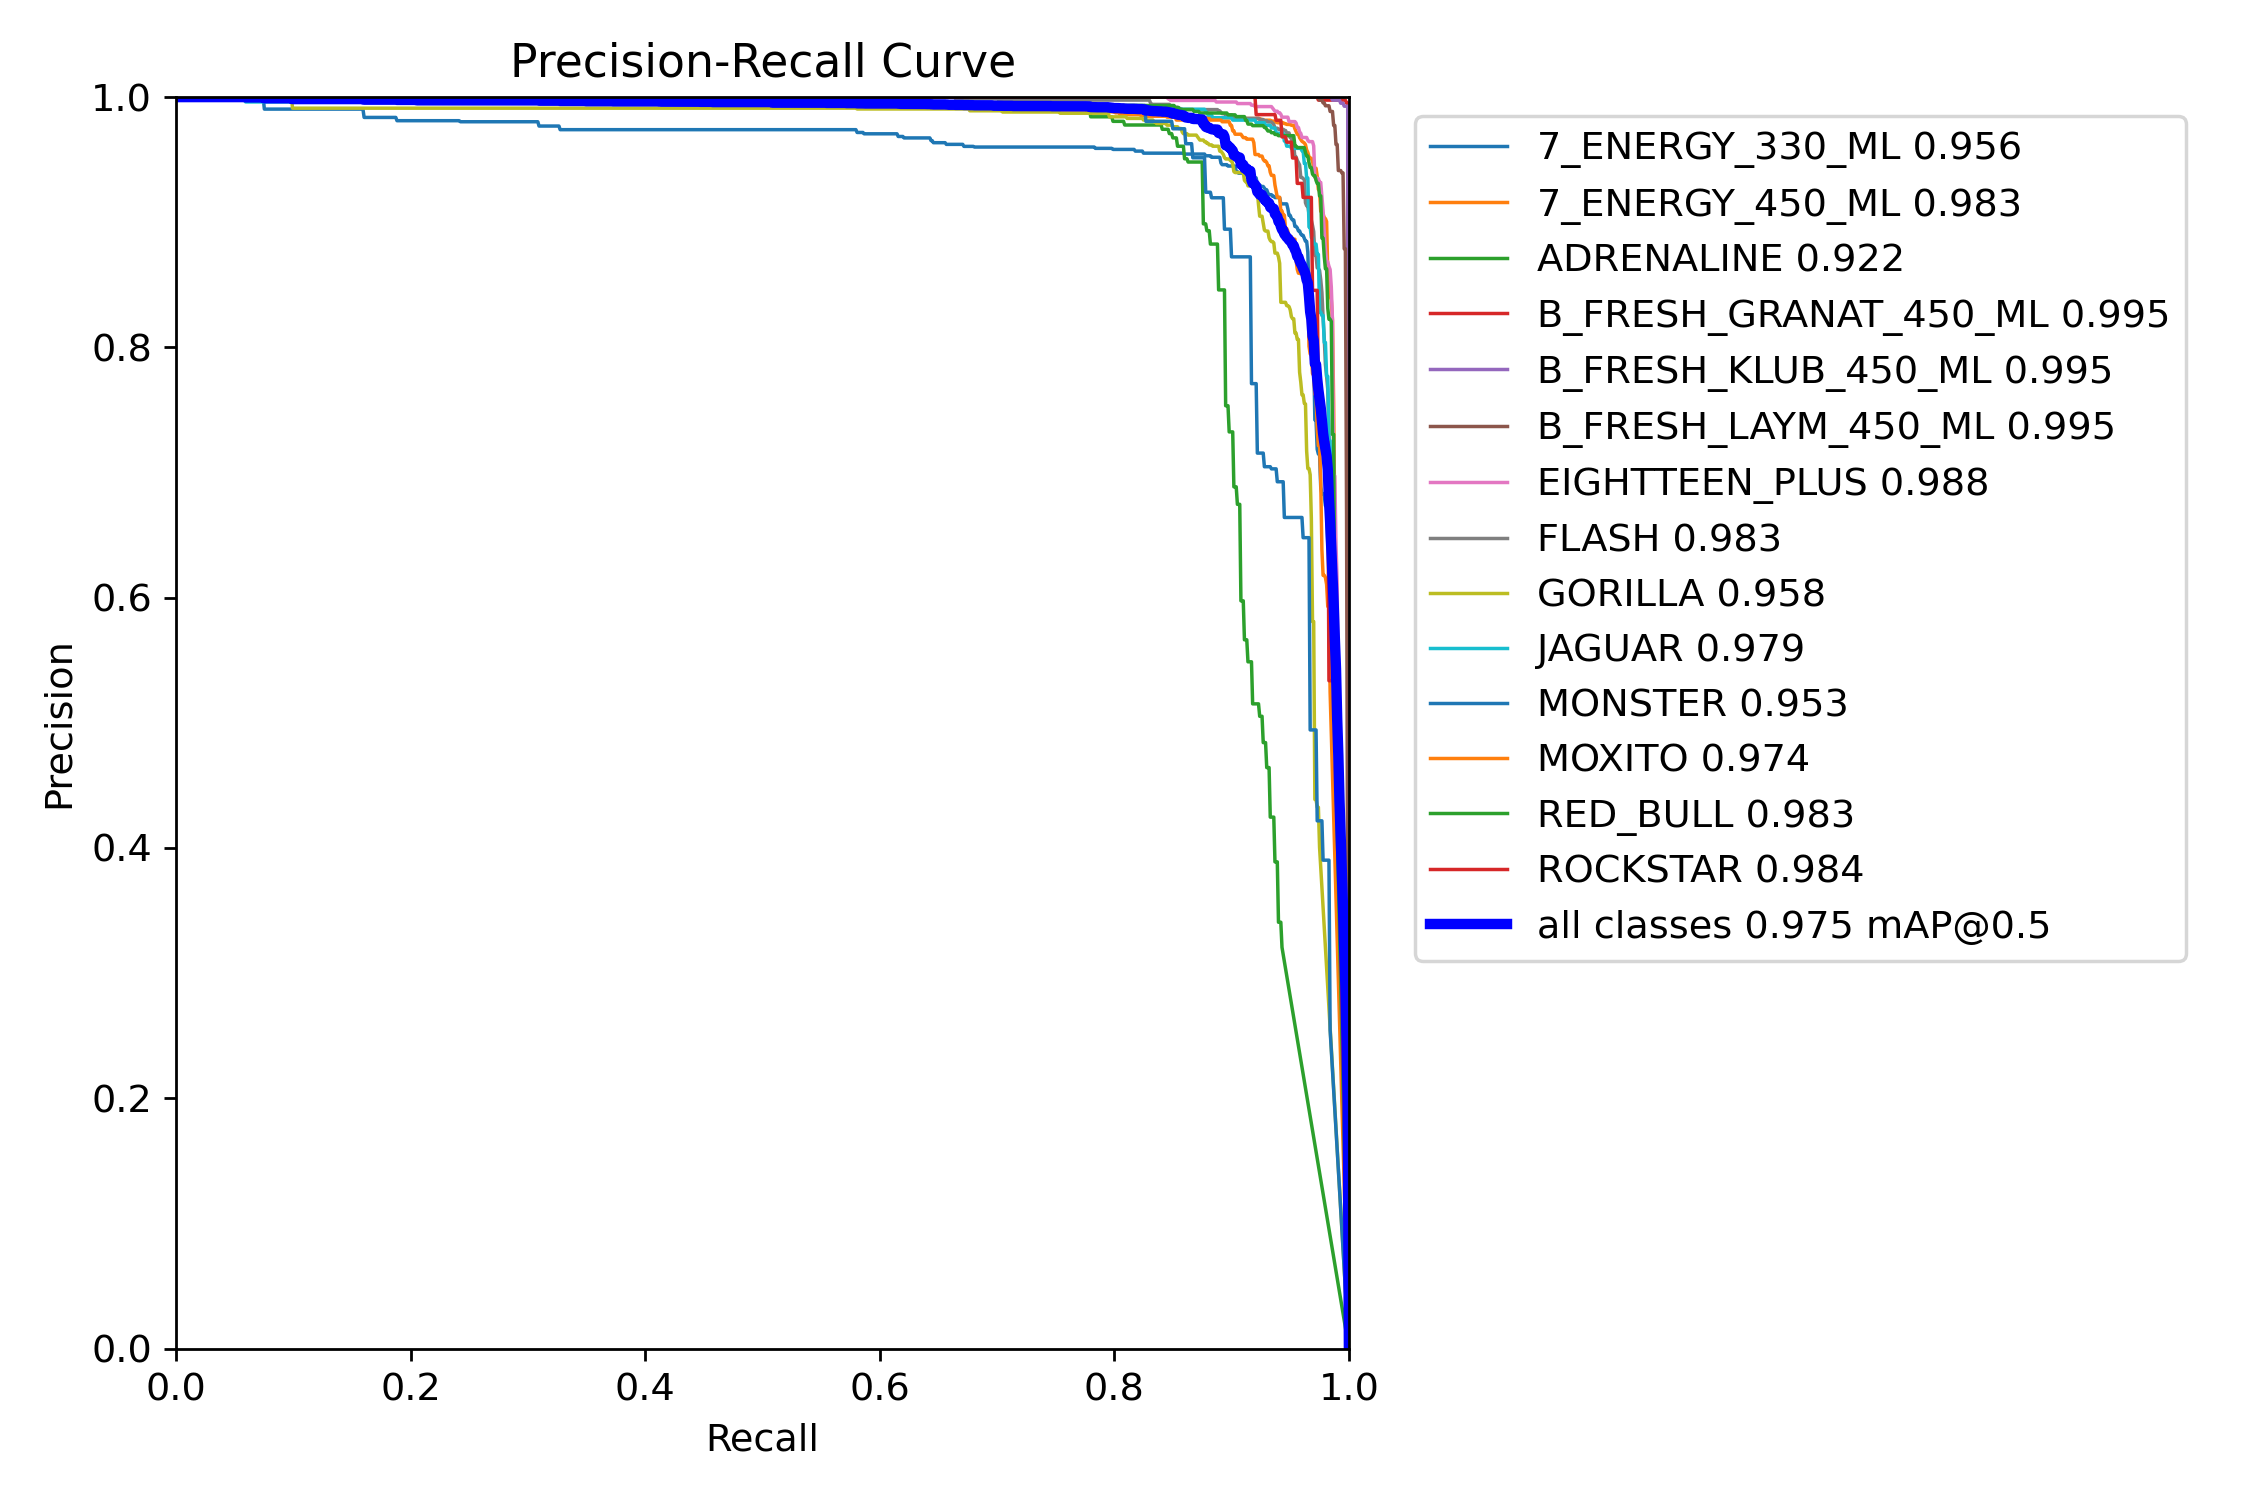 Precision-Recall Curve
1.0
0.8
0.6
0.4
0.2
0.0
Precision
0.0 0.2 0.4 0.6 0.8 1.0
Recall
7_ENERGY_330_ML 0.956
7_ENERGY_450_ML 0.983
ADRENALINE 0.922
B_FRESH_GRANAT_450_ML 0.995
B_FRESH_KLUB_450_ML 0.995
B_FRESH_LAYM_450_ML 0.995
EIGHTTEEN_PLUS 0.988
FLASH 0.983
GORILLA 0.958
JAGUAR 0.979
MONSTER 0.953
MOXITO 0.974
RED_BULL 0.983
ROCKSTAR 0.984
all classes 0.975 mAP@0.5